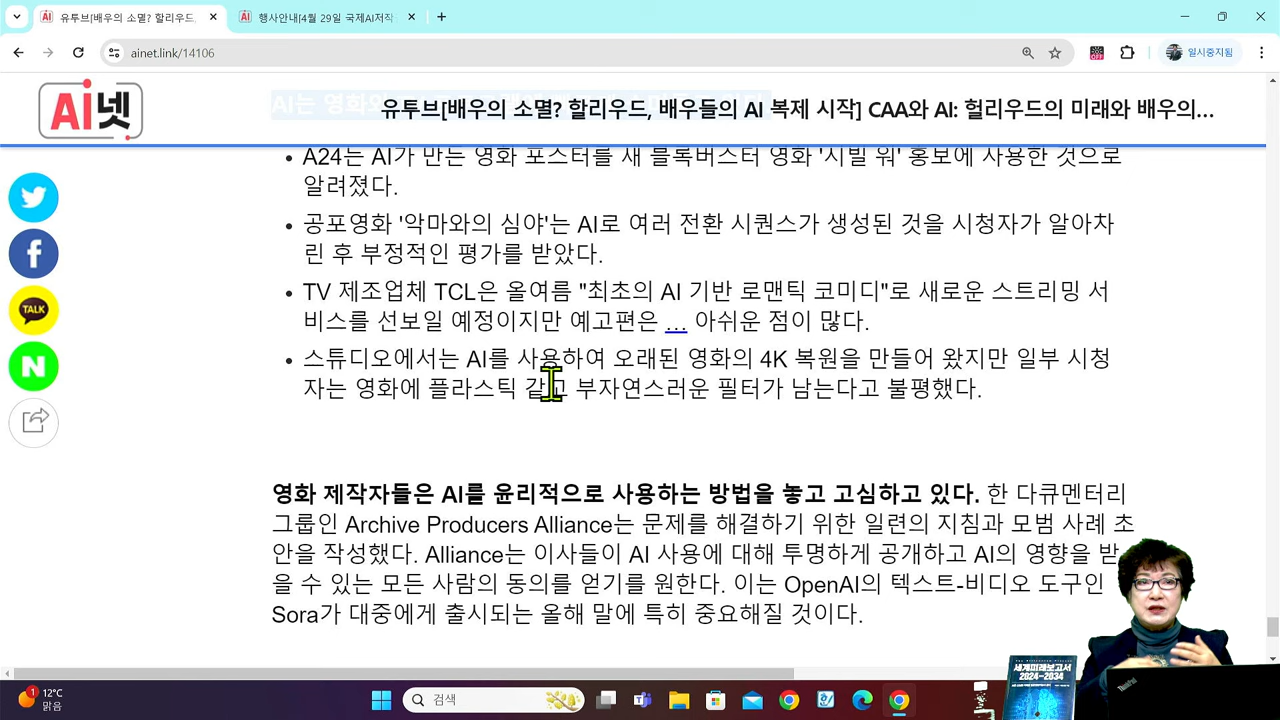 유투브[배우의 소멸? 할리우드,
행사안내[4월 29일 국제AI저작
ainet.link/14106
OFF
일시중지됨
Ai넷
유투브[배우의 소멸? 할리우드, 배우들의 AI 복제 시작] CAA와 AI: 헐리우드의 미래와 배우의...
A24는 AI가 만든 영화 포스터를 새 블록버스터 영화 '시빌 워' 홍보에 사용한 것으로
알려졌다.
공포영화 '악마와의 심야'는 AI로 여러 전환 시퀀스가 생성된 것을 시청자가 알아차
린 후 부정적인 평가를 받았다.
TV 제조업체 TCL은 올여름 "최초의 AI 기반 로맨틱 코미디"로 새로운 스트리밍 서
비스를 선보일 예정이지만 예고편은 ... 아쉬운 점이 많다.
스튜디오에서는 AI를 사용하여 오래된 영화의 4K 복원을 만들어 왔지만 일부 시청
자는 영화에 플라스틱 같고 부자연스러운 필터가 남는다고 불평했다.
영화 제작자들은 AI를 윤리적으로 사용하는 방법을 놓고 고심하고 있다. 한 다큐멘터리
그룹인 Archive Producers Alliance는 문제를 해결하기 위한 일련의 지침과 모범 사례 초
안을 작성했다. Alliance는 이사들이 AI 사용에 대해 투명하게 공개하고 AI의 영향을 받
을 수 있는 모든 사람의 동의를 얻기를 원한다. 이는 OpenAI의 텍스트-비디오 도구인
Sora가 대중에게 출시되는 올해 말에 특히 중요해질 것이다.
TALK
N
세계미래보고서
2024-2034
ThinkPad
1
12°C
맑음
검색